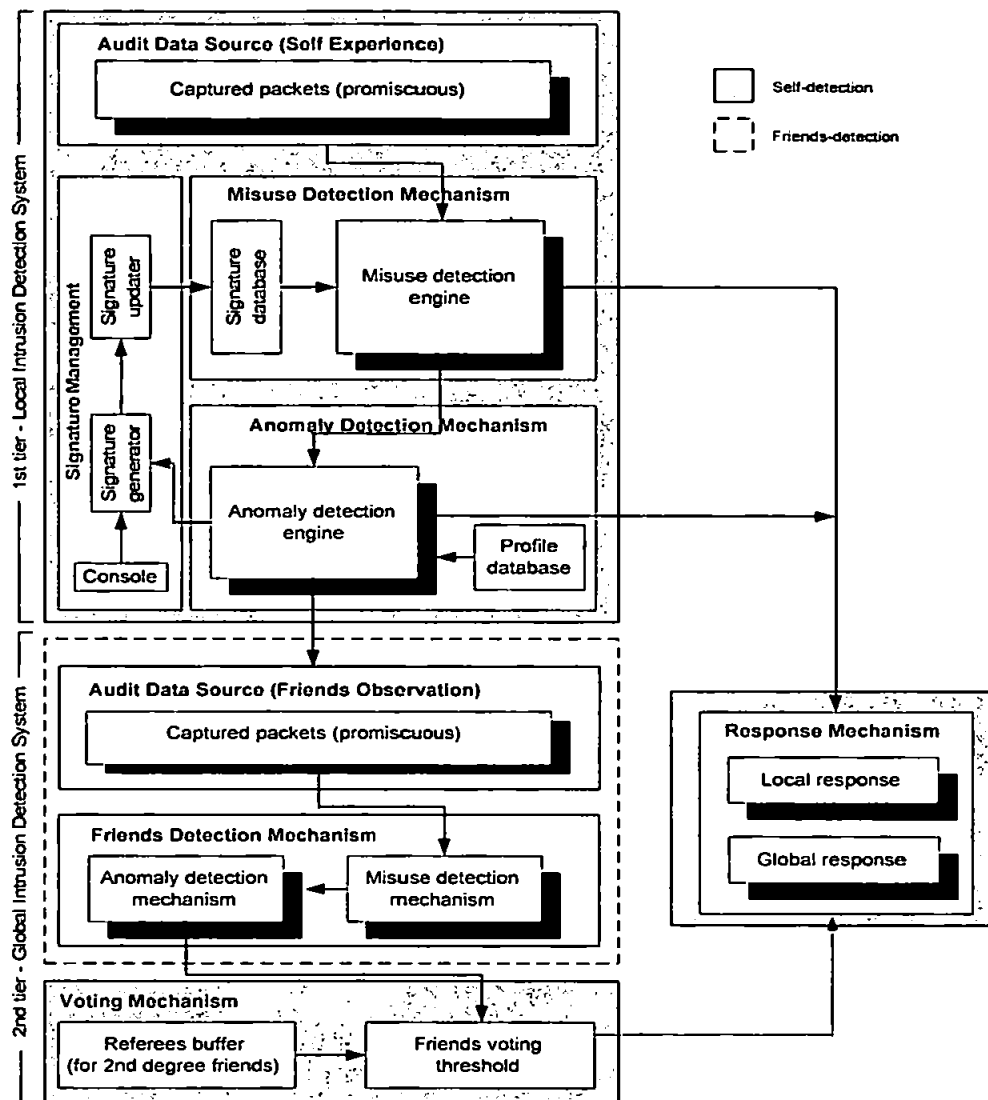 Audit Data Source (Self Experience)
Captured packets (promiscuous)
Self-detection
Friends-detection
1st tier - Local Intrusion Detection System
Misuse Detection Mechanism
Signature Management
Signature
updater
Signature
database
Misuse detection
engine
Anomaly Detection Mechanism
Signature
generator
Anomaly detection
engine
Profile
database
Console
2nd tier - Global Intrusion Detection System
Audit Data Source (Friends Observation)
Captured packets (promiscuous)
Response Mechanism
Local response
Global response
Friends Detection Mechanism
Anomaly detection
mechanism
Misuse detection
mechanism
Voting Mechanism
Referees buffer
(for 2nd degree friends)
Friends voting
threshold